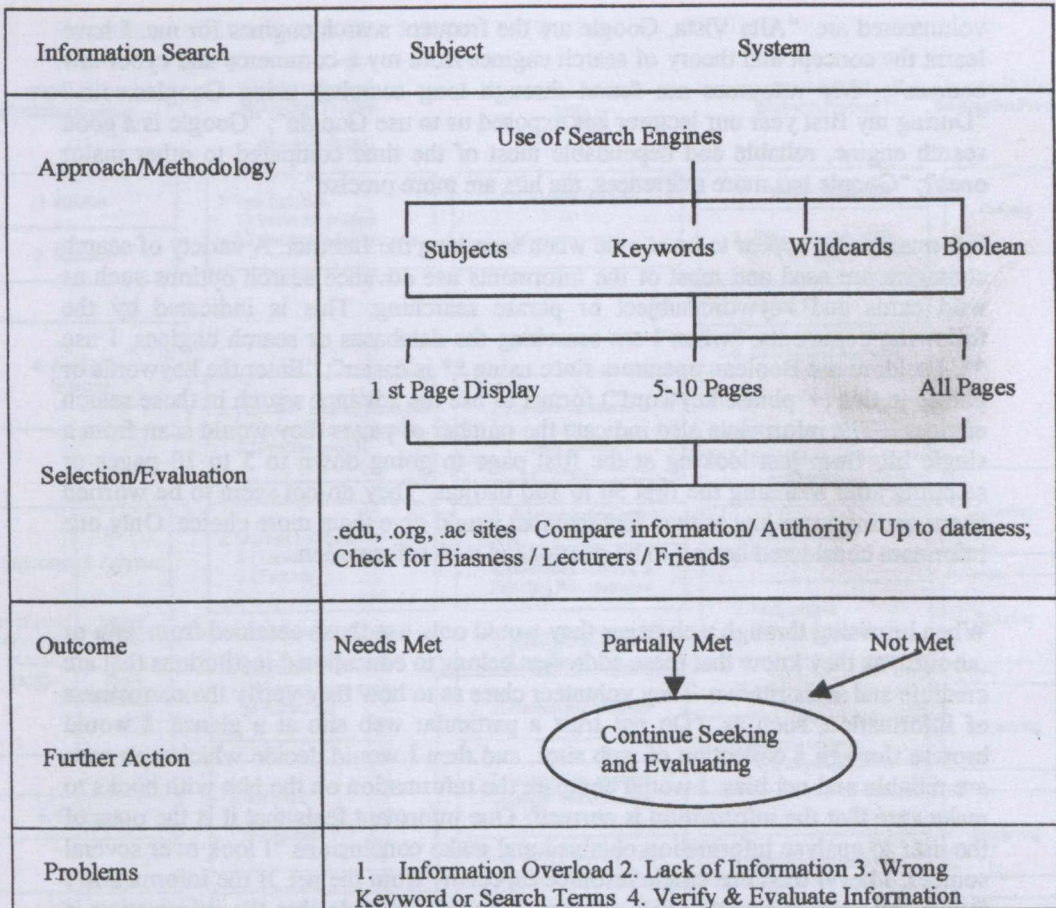 Information Search Subject System
Use of Search Engines
Approach/Methodology
Subjects Keywords Wildcards Boolean
1 st Page Display 5-10 Pages All Pages
Selection/Evaluation
.edu, .org, .ac sites Compare information/ Authority / Up to dateness;
Check for Biasness / Lecturers / Friends
Outcome Needs Met Partially Met Not Met
Continue Seeking
Further Action and Evaluating
Problems 1. Information Overload 2. Lack of Information 3. Wrong
Keyword or Search Terms 4. Verify & Evaluate Information